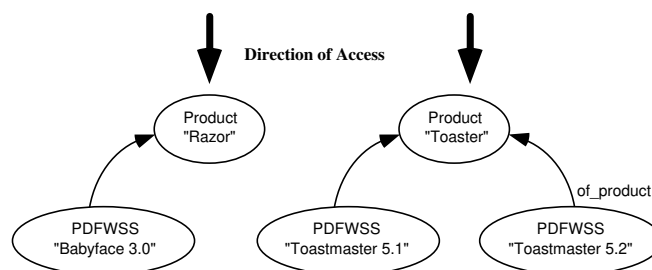 Direction of Access
Product
"Razor"
Product
"Toaster"
of_product
PDFWSS
"Babyface 3.0"
PDFWSS
"Toastmaster 5.1"
PDFWSS
"Toastmaster 5.2"